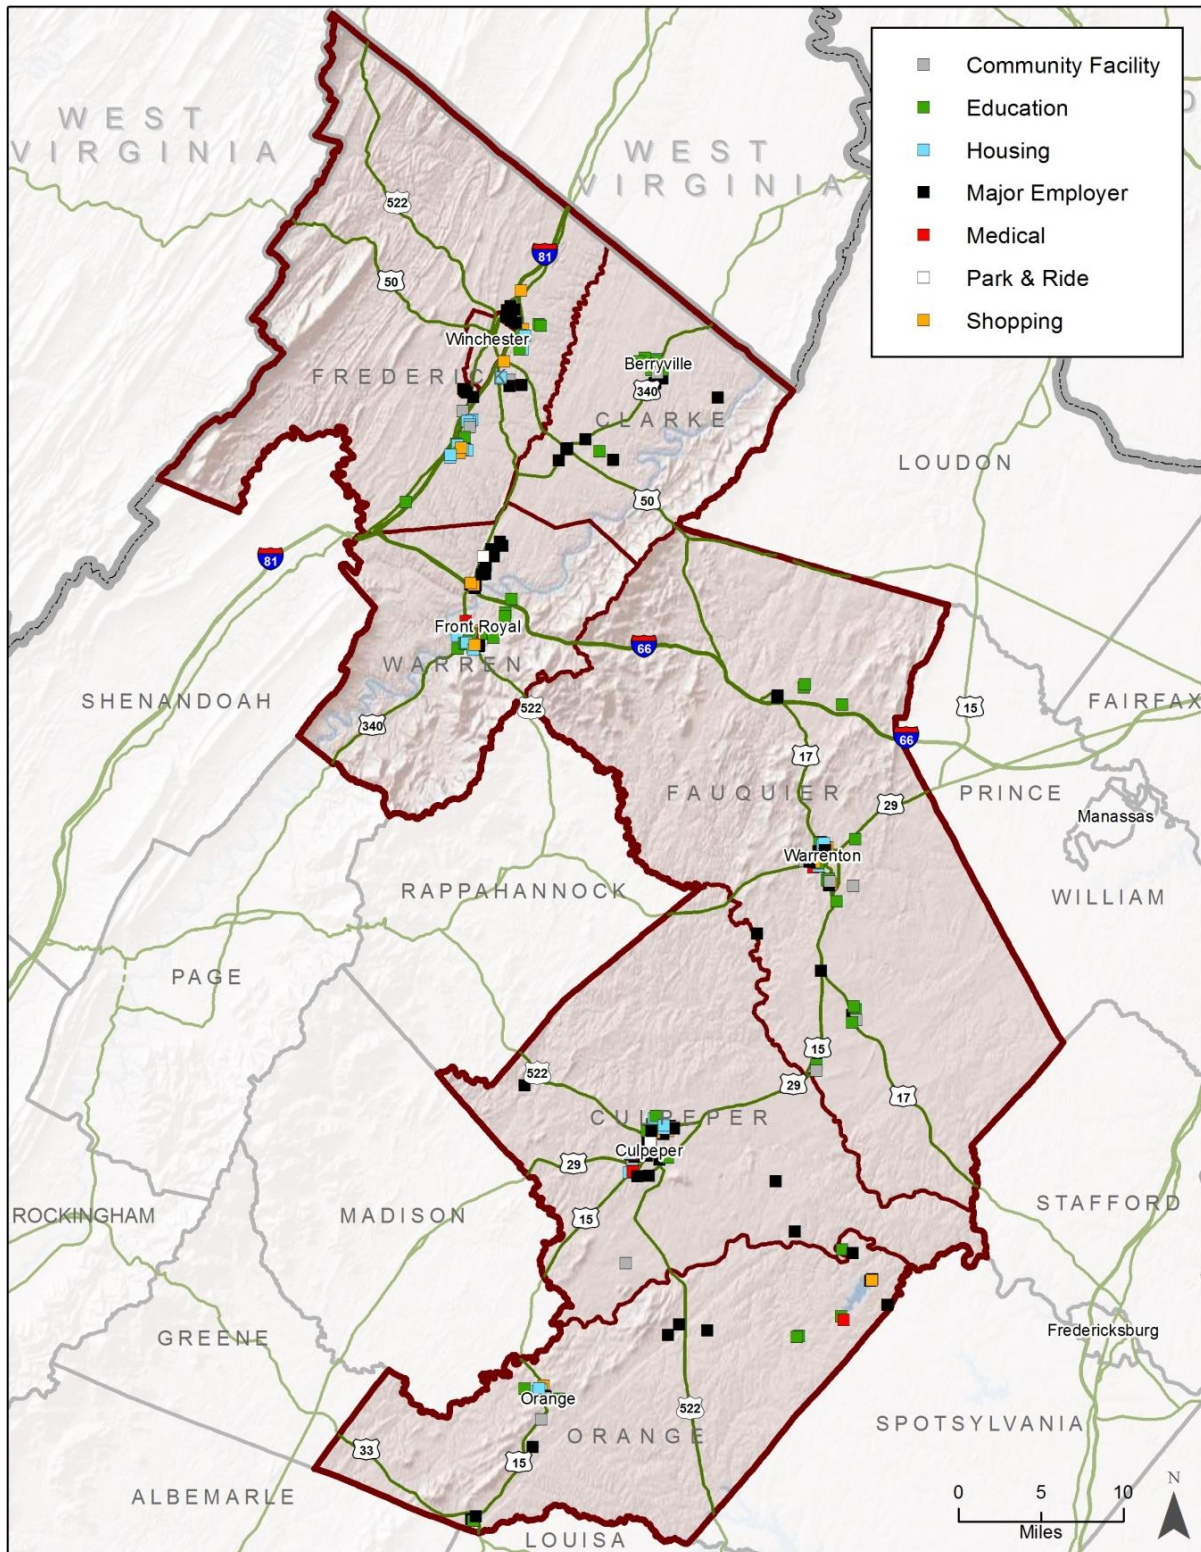 Community Facility
Education
Housing
Major Employer
Medical
Park & Ride
Shopping
WEST
VIRGINIA
WEST
VIRGINIA
522
81
50
Winchester
FREDERICK
Berryville
340
CLARKE
LOUDON
50
81
Front Royal
66
WARREN
SHENANDOAH
522
340
15
FAIRFAX
66
17
FAUQUIER
29
PRINCE
Manassas
Warrenton
RAPPAHANNOCK
WILLIAM
PAGE
15
522
29
17
CULPEPER
Culpeper
29
STAFFORD
ROCKINGHAM
MADISON
15
GREENE
Fredericksburg
Orange
522
SPOTSYLVANIA
ORANGE
33
15
ALBEMARLE
LOUISA
0 5 10
Miles
N